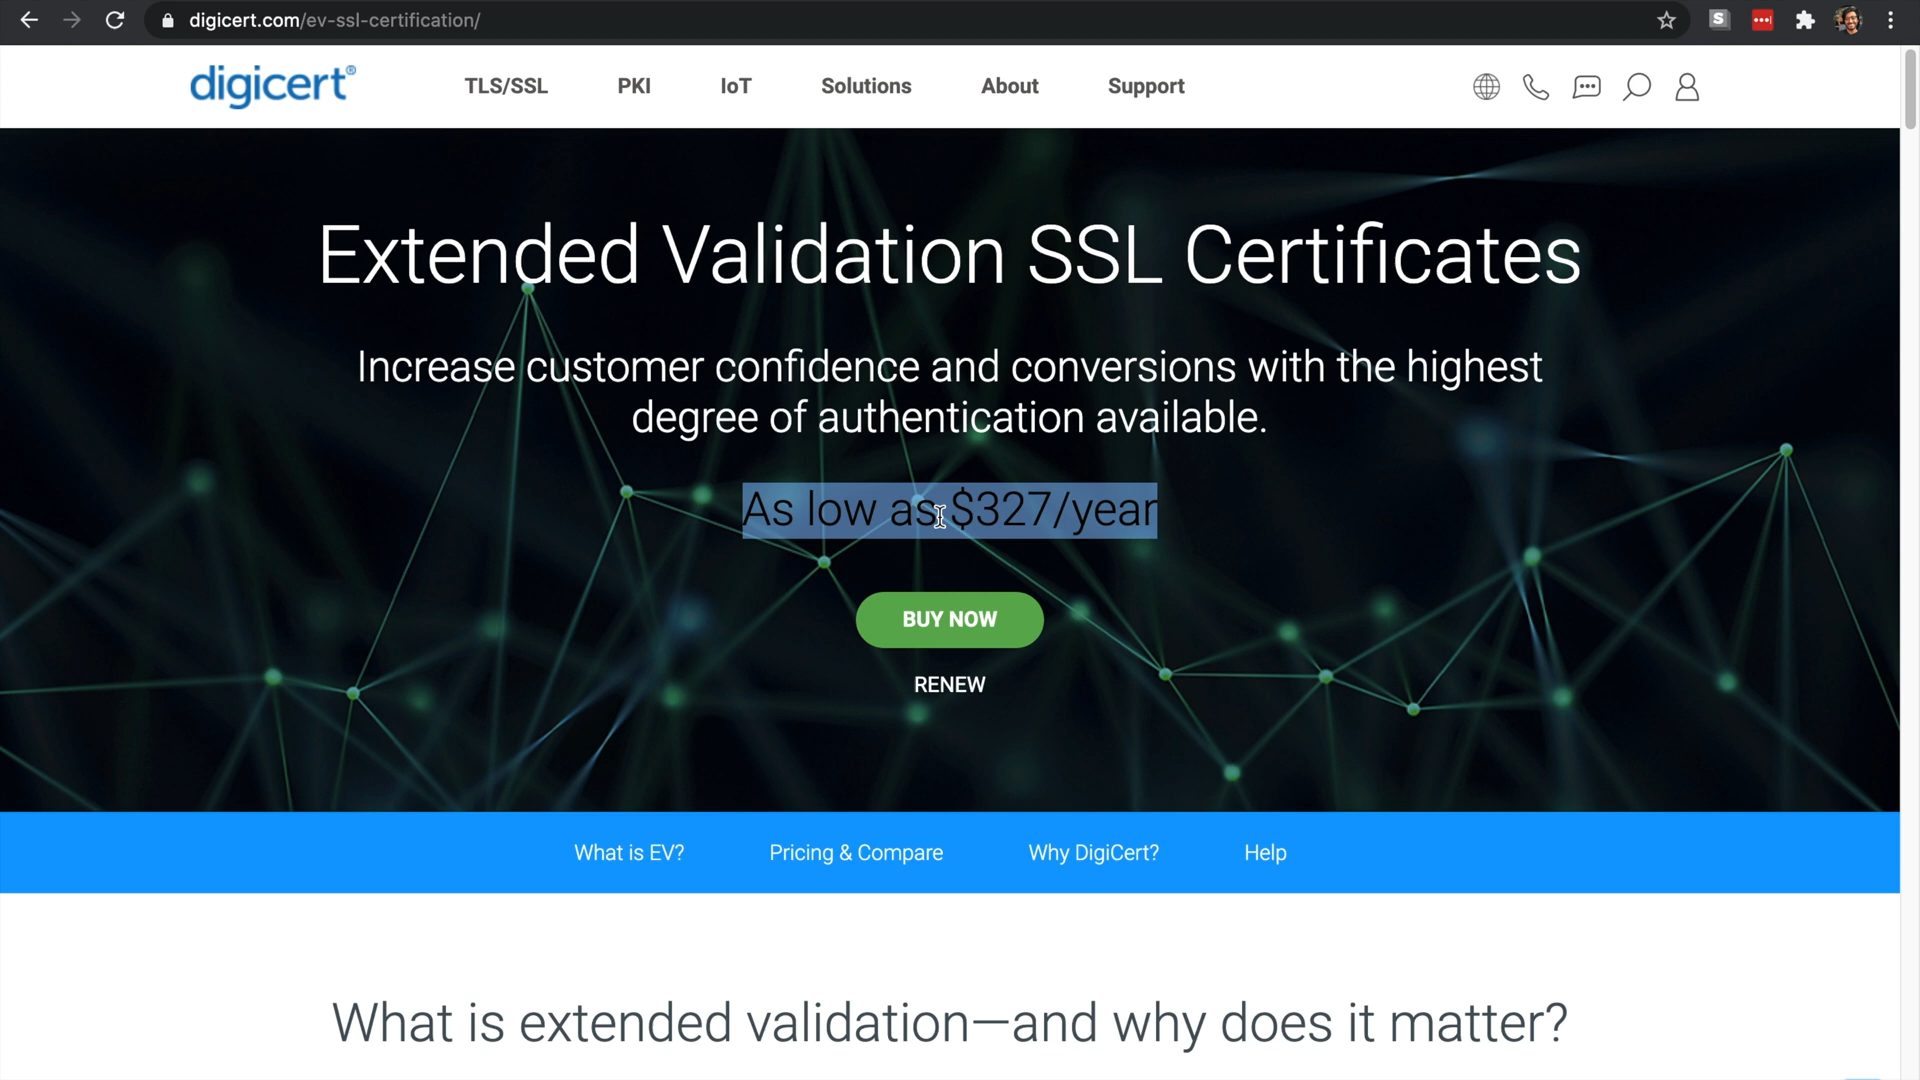 digicert.com/ev-ssl-certification/
S
digicert®
TLS/SSL
PKI
IoT
Solutions
About
Support
Extended Validation SSL Certificates
Increase customer confidence and conversions with the highest
degree of authentication available.
As low as $327/year
BUY NOW
RENEW
What is EV?
Pricing & Compare
Why DigiCert?
Help
What is extended validation—and why does it matter?